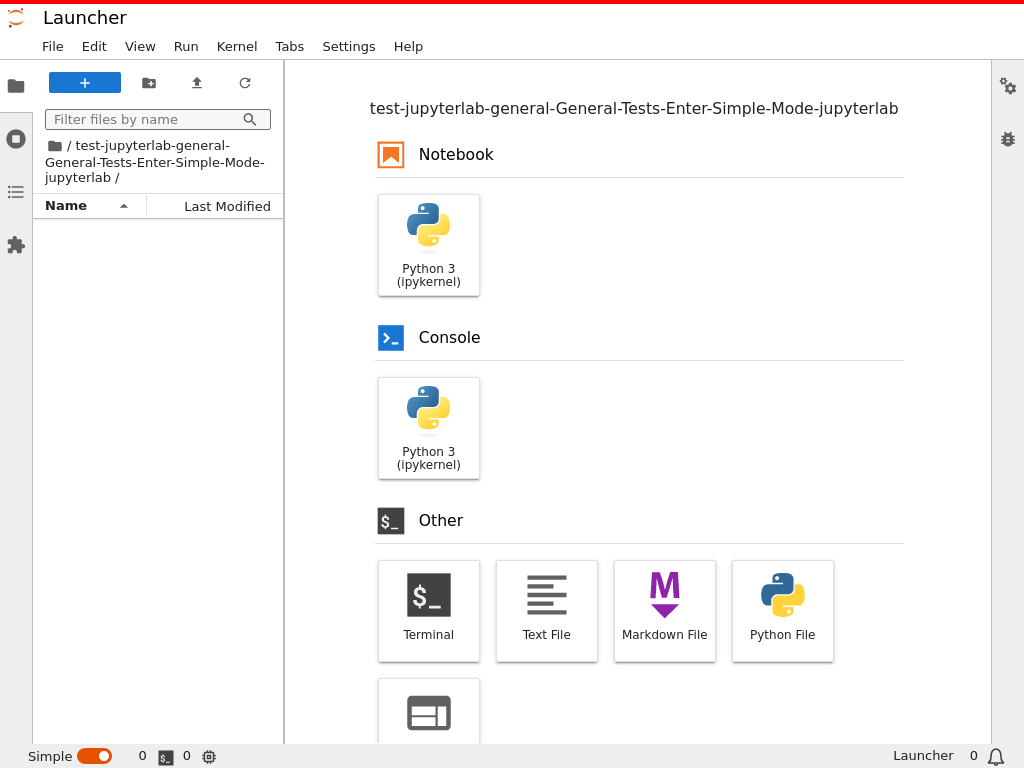 Launcher
File Edit View Run Kernel Tabs Settings Help
Filter files by name
/ test-jupyterlab-general-
General-Tests-Enter-Simple-Mode-
jupyterlab /
Name Last Modified
test-jupyterlab-general-General-Tests-Enter-Simple-Mode-jupyterlab
Notebook
Python 3
(ipykernel)
Console
Python 3
(ipykernel)
$_ Other
$_
Terminal
Text File
M
Markdown File
Python File
Simple 0 $_ 0 Launcher 0